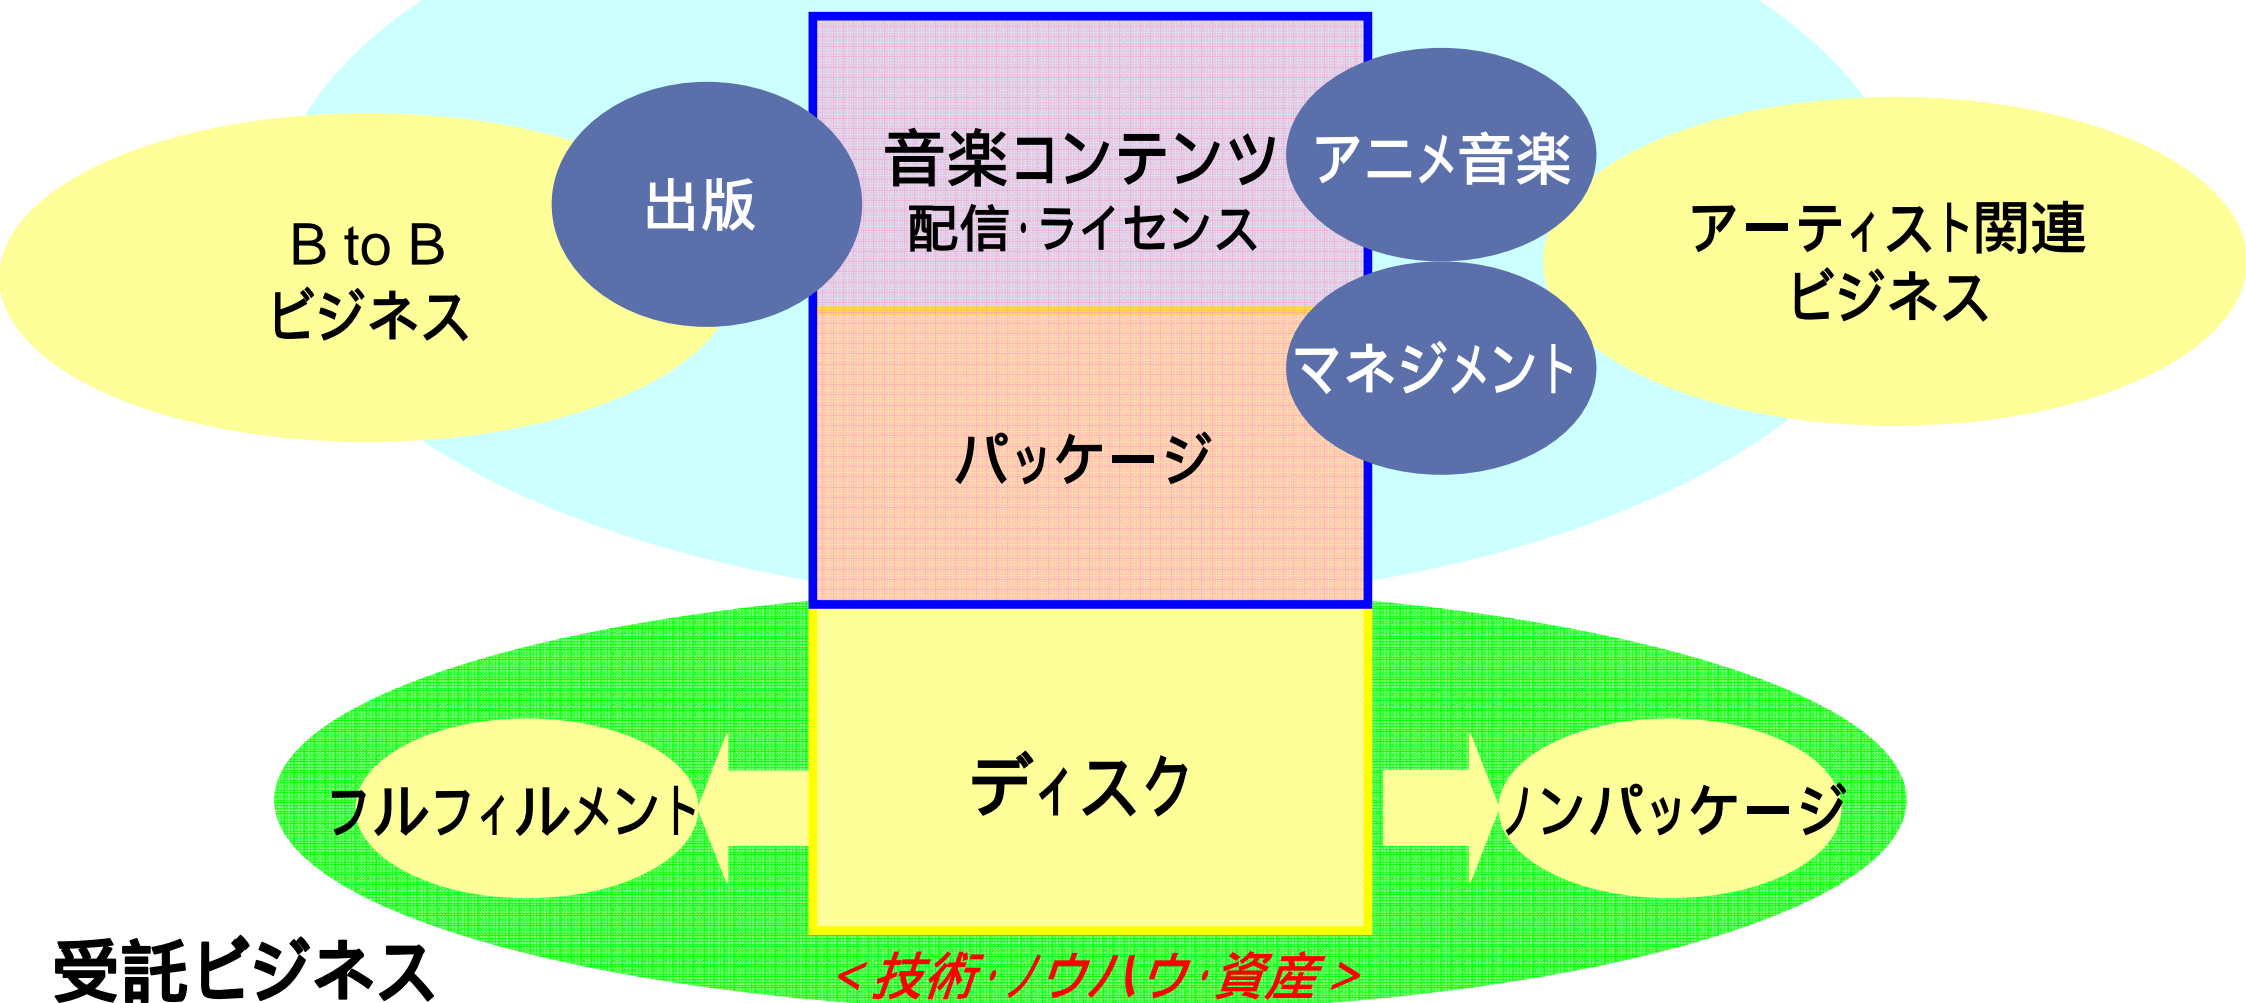 音楽コンテンツ
配信・ライセンス
アニメ音楽
出版
B to B
ビジネス
アーティスト関連
ビジネス
マネジメント
パッケージ
ディスク
フルフィルメント
ノンパッケージ
受託ビジネス
<技術・ノウハウ・資産>